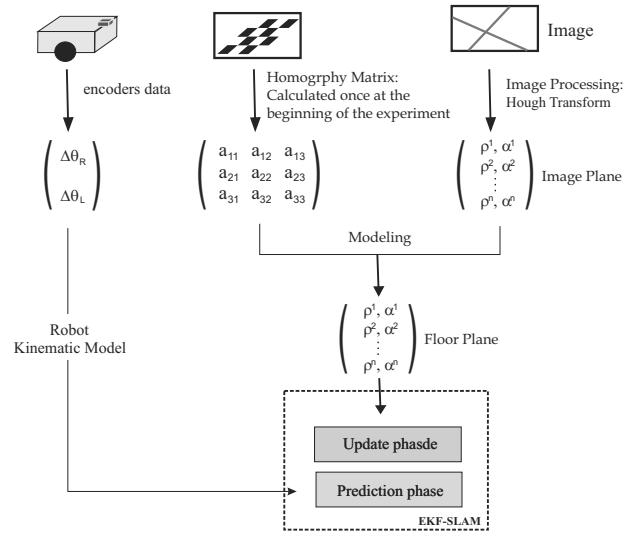 Image
encoders data
Homogrphy Matrix:
Calculated once at the
beginning of the experiment
Image Processing:
Hough Transform
Δθ_R
Δθ_L
a₁₁ a₁₂ a₁₃
a₂₁ a₂₂ a₂₃
a₃₁ a₃₂ a₃₃
ρ¹, α¹
ρ², α²
⋮
ρⁿ, αⁿ
Image Plane
Modeling
ρ¹, α¹
ρ², α²
⋮
ρⁿ, αⁿ
Floor Plane
Robot
Kinematic Model
Update phasde
Prediction phase
EKF-SLAM